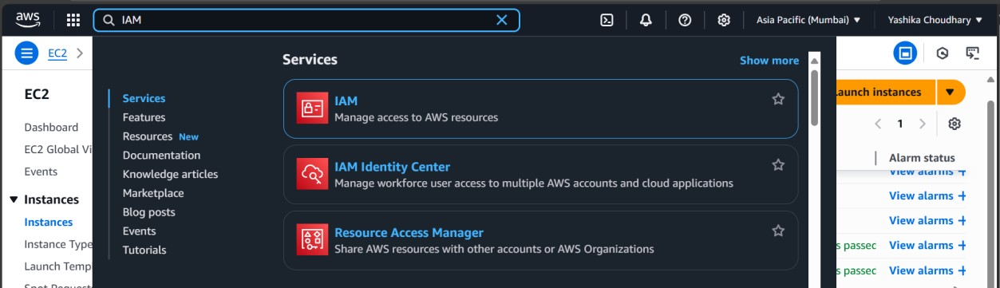 aws
IAM
Asia Pacific (Mumbai)
Yashika Choudhary
EC2
EC2
Dashboard
EC2 Global Vi
Events
Instances
Instances
Instance Type
Launch Temp
Spot Request
Services
Features
Resources New
Documentation
Knowledge articles
Marketplace
Blog posts
Events
Tutorials
Services
Show more
IAM
Manage access to AWS resources
IAM Identity Center
Manage workforce user access to multiple AWS accounts and cloud applications
Resource Access Manager
Share AWS resources with other accounts or AWS Organizations
Launch instances
1
Alarm status
View alarms +
View alarms +
View alarms +
s passec View alarms +
s passec View alarms +